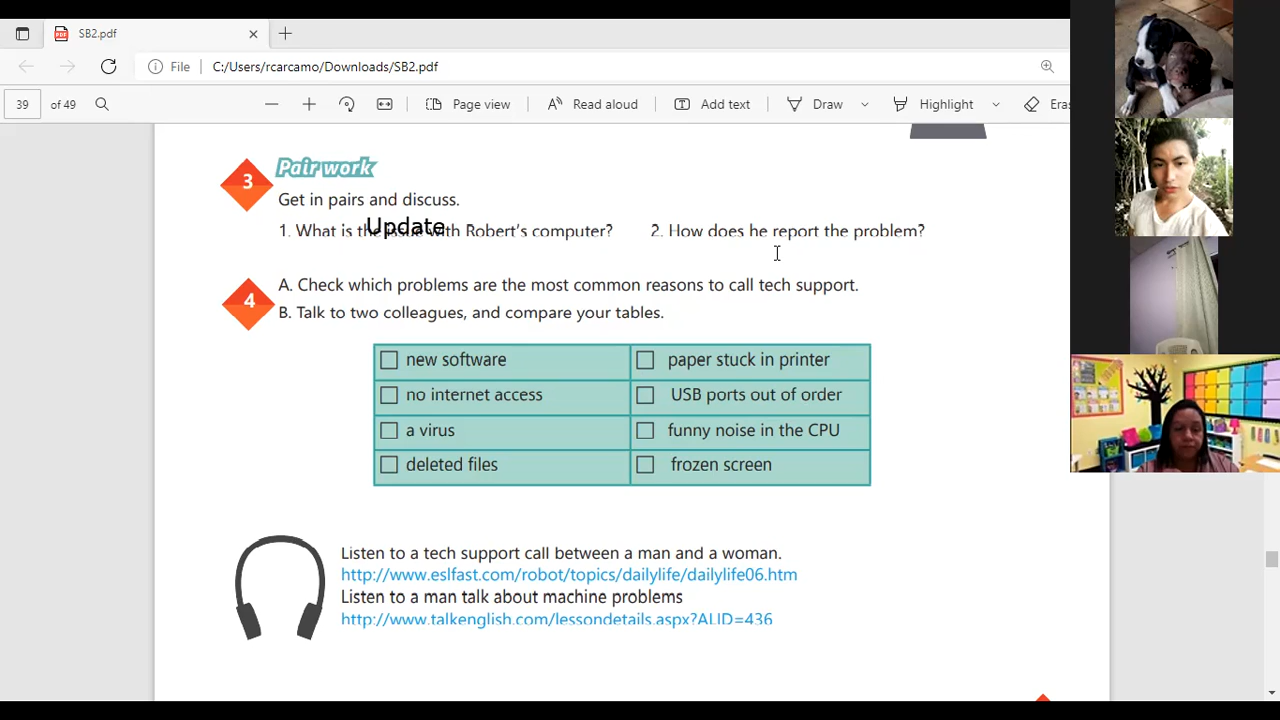 SB2.pdf
File C:/Users/rcarcamo/Downloads/SB2.pdf
39 of 49 Page view Read aloud Add text Draw Highlight Eras
3 Pair work
Get in pairs and discuss.
Update
1. What is the issue with Robert's computer? 2. How does he report the problem?
4 A. Check which problems are the most common reasons to call tech support.
B. Talk to two colleagues, and compare your tables.
new software paper stuck in printer
no internet access USB ports out of order
a virus funny noise in the CPU
deleted files frozen screen
Listen to a tech support call between a man and a woman.
http://www.eslfast.com/robot/topics/dailylife/dailylife06.htm
Listen to a man talk about machine problems
http://www.talkenglish.com/lessondetails.aspx?ALID=436